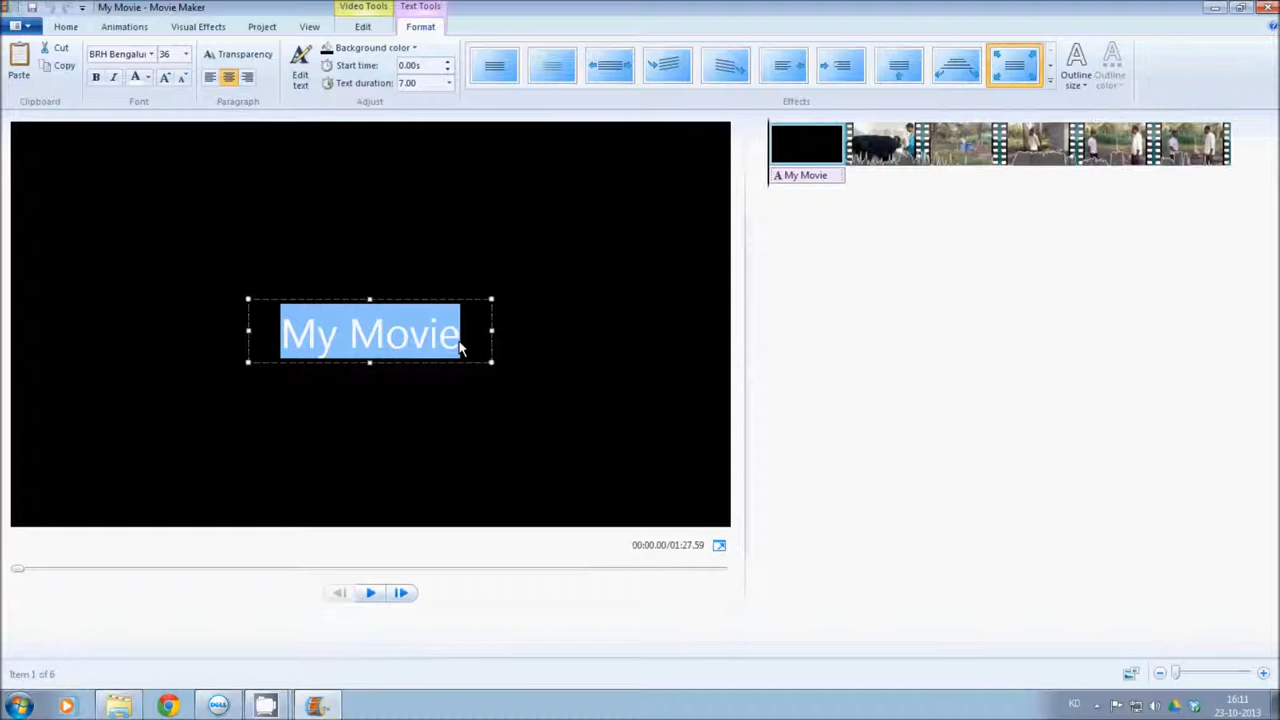 My Movie - Movie Maker
Video Tools
Text Tools
Home
Animations
Visual Effects
Project
View
Edit
Format
Paste
Cut
Copy
Clipboard
BRH Bengalui
36
B I A A A
Font
Transparency
Paragraph
Edit text
Background color
Start time: 0.00s
Text duration: 7.00
Adjust
Effects
A Outline size
A Outline color
My Movie
A My Movie
00:00.00/01:27.59
Item 1 of 6
DELL
KD
16:11
23-10-2013